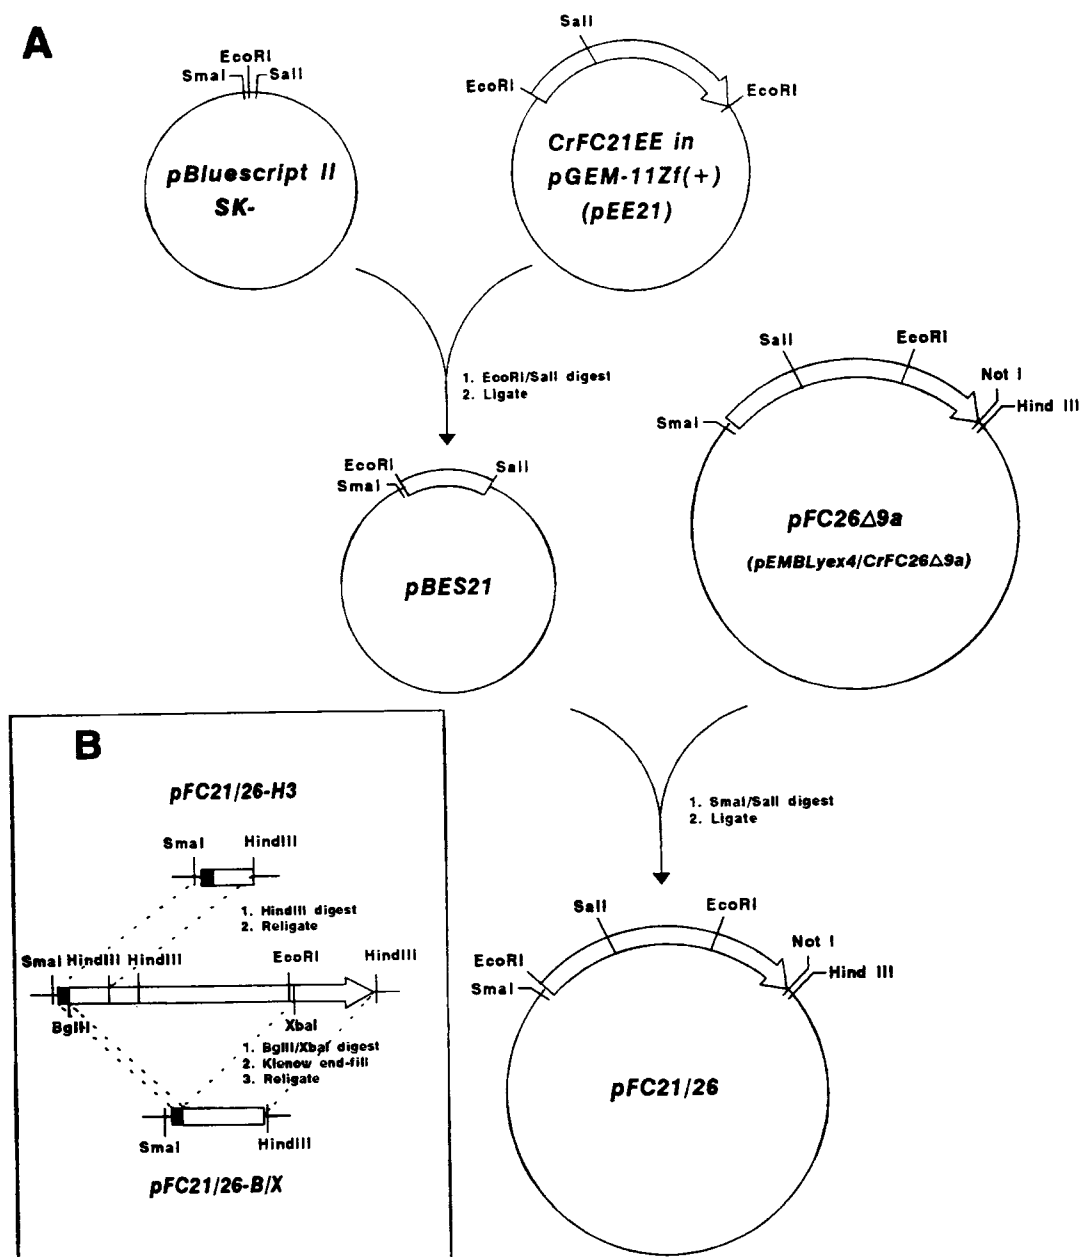 A
EcoRI
SmaI
SalI
pBluescript II
SK-
SalI
EcoRI
EcoRI
CrFC21EE in
pGEM-11Zf(+)
(pEE21)
1. EcoRI/SalI digest
2. Ligate
SalI
EcoRI
Not I
Hind III
SmaI
pFC26Δ9a
(pEMBLyex4/CrFC26Δ9a)
EcoRI
SmaI
SalI
pBES21
1. SmaI/SalI digest
2. Ligate
SalI
EcoRI
Not I
Hind III
EcoRI
SmaI
pFC21/26
B
pFC21/26-H3
SmaI
HindIII
1. HindIII digest
2. Religate
SmaI HindIII HindIII EcoRI HindIII
BglII
XbaI
1. BglII/XbaI digest
2. Klenow end-fill
3. Religate
SmaI
HindIII
pFC21/26-B/X